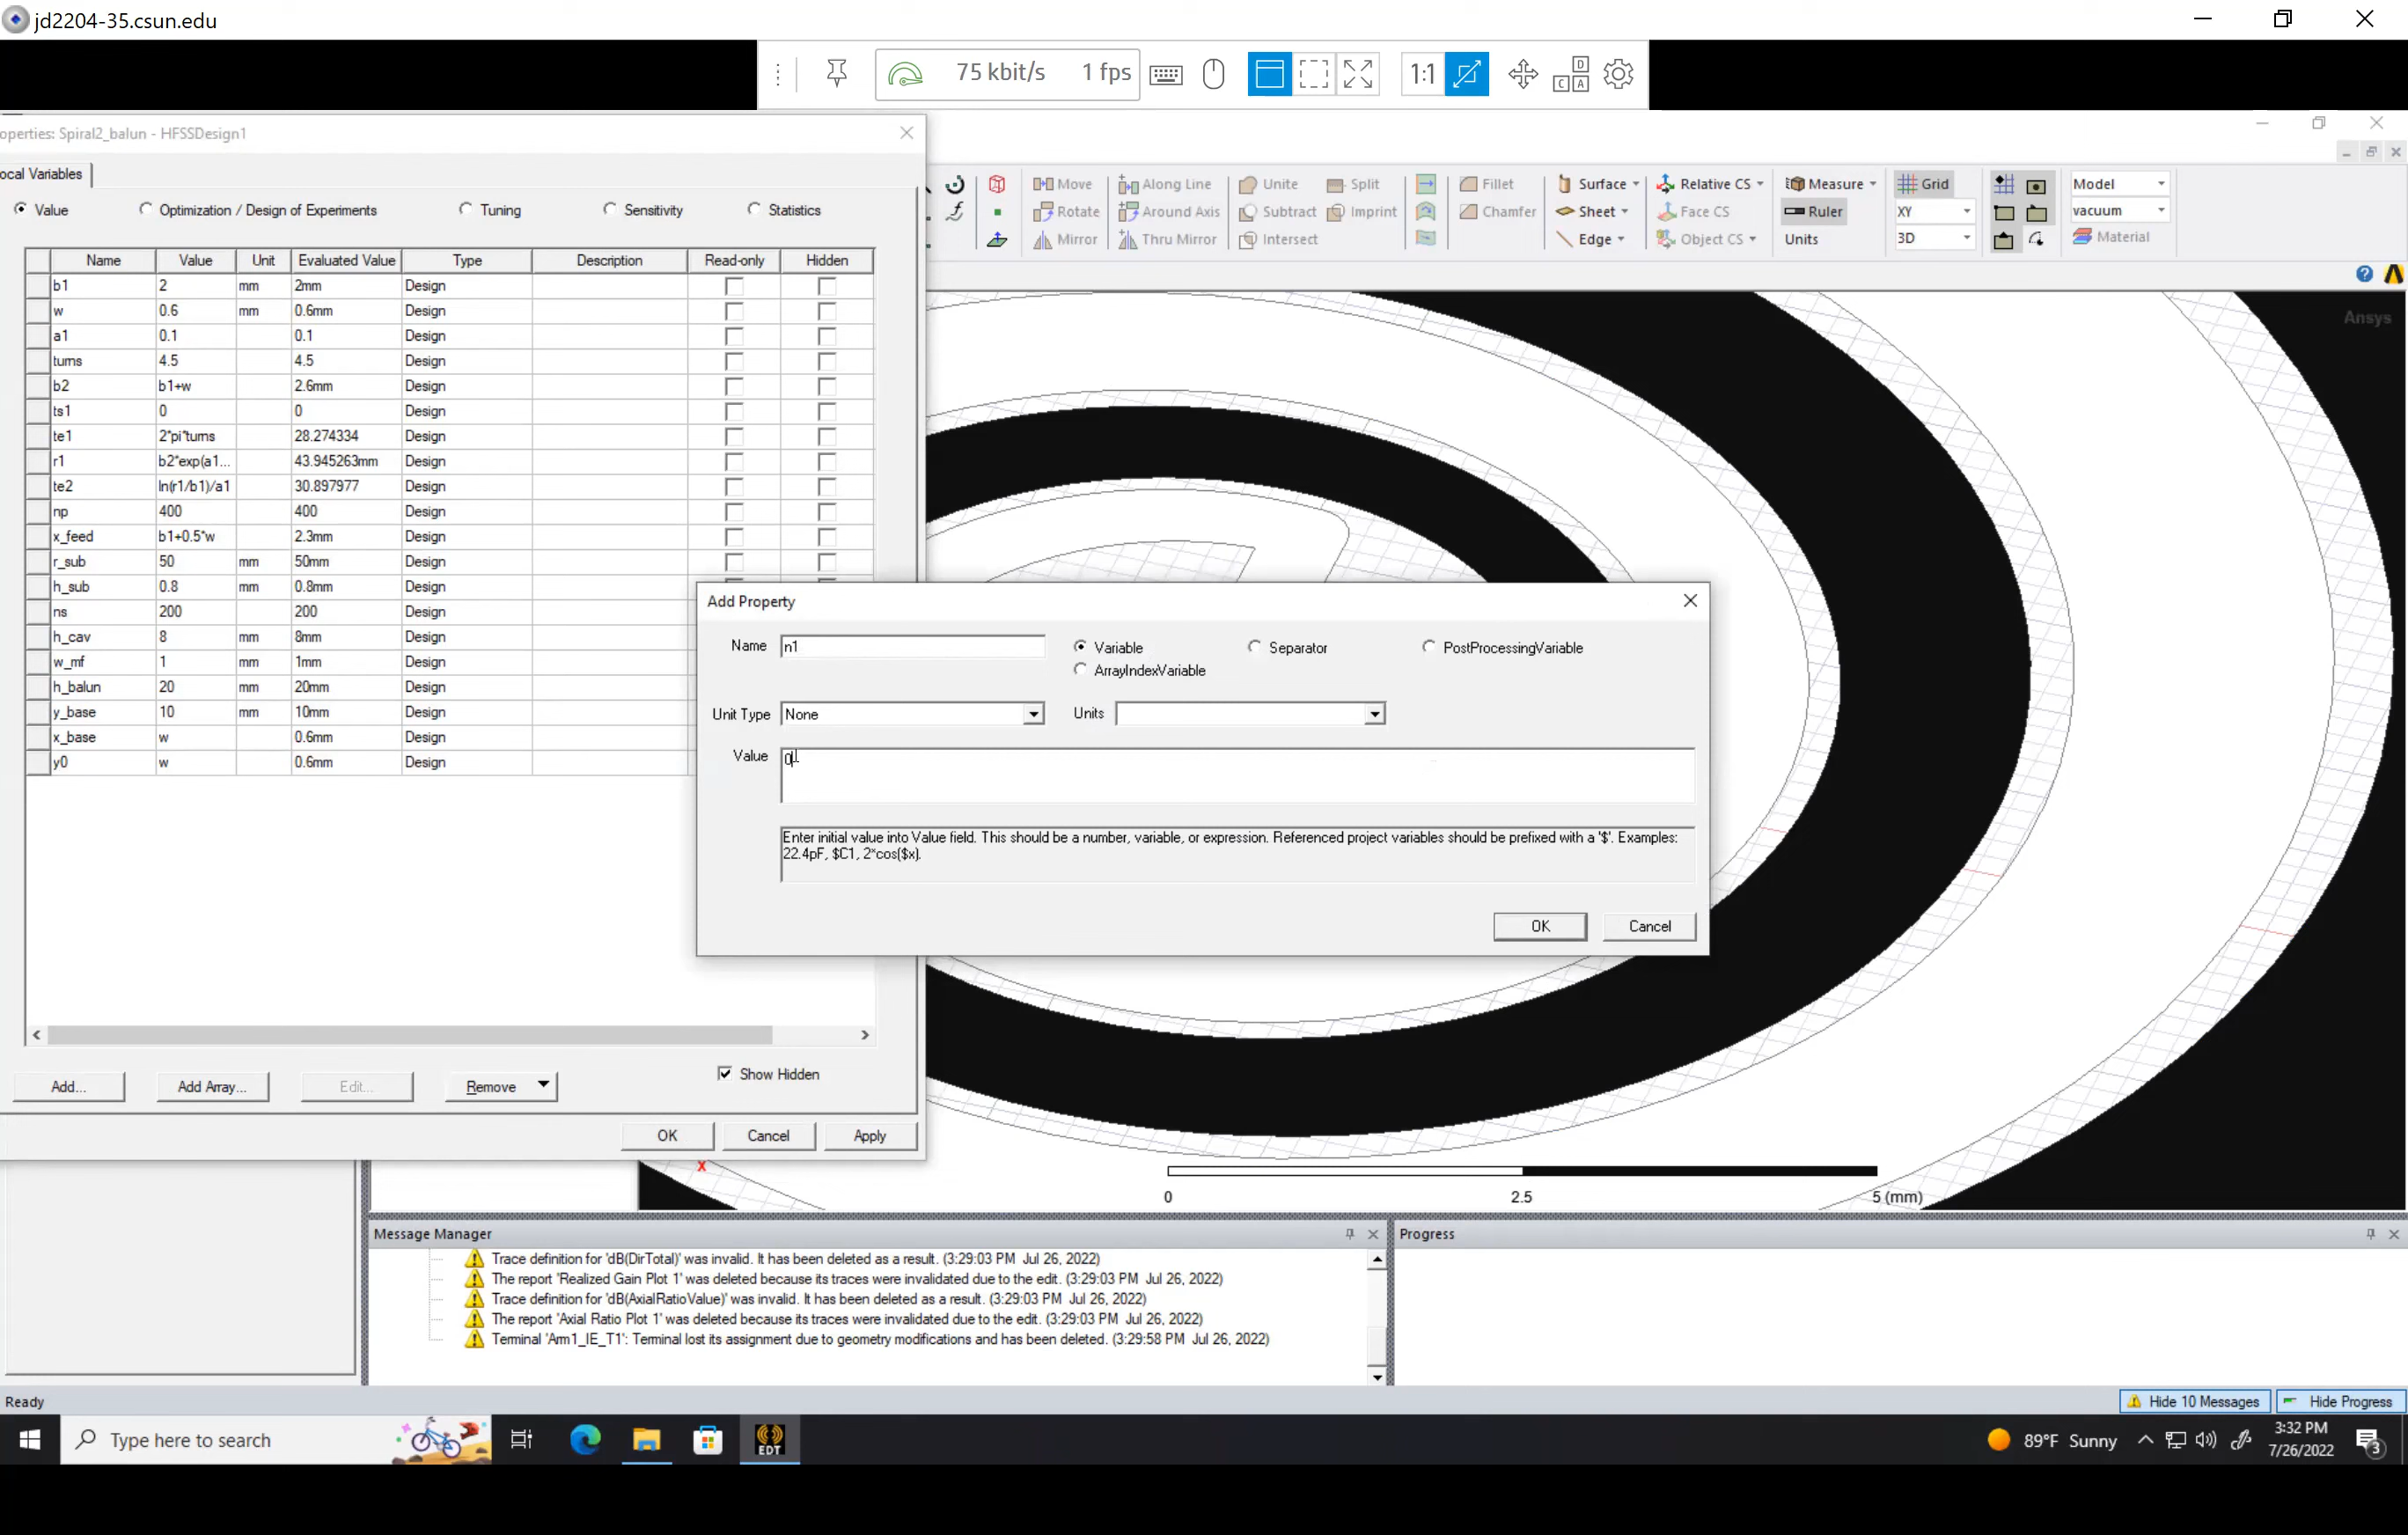 jd2204-35.csun.edu
75 kbit/s 1 fps
1:1
D
C A
operties: Spiral2_balun - HFSSDesign1
ocal Variables
Value Optimization / Design of Experiments Tuning Sensitivity Statistics
Name Value Unit Evaluated Value Type Description Read-only Hidden
b1 2 mm 2mm Design
w 0.6 mm 0.6mm Design
a1 0.1 0.1 Design
turns 4.5 4.5 Design
b2 b1+w 2.6mm Design
ts1 0 0 Design
te1 2*pi*turns 28.274334 Design
r1 b2*exp(a1... 43.945263mm Design
te2 ln(r1/b1)/a1 30.897977 Design
np 400 400 Design
x_feed b1+0.5*w 2.3mm Design
r_sub 50 mm 50mm Design
h_sub 0.8 mm 0.8mm Design
ns 200 200 Design
h_cav 8 mm 8mm Design
w_mf 1 mm 1mm Design
h_balun 20 mm 20mm Design
y_base 10 mm 10mm Design
x_base w 0.6mm Design
y0 w 0.6mm Design
Add... Add Array... Edit... Remove
Show Hidden
OK Cancel Apply
Move Along Line Unite Split Fillet Surface Relative CS Measure Grid Model
Rotate Around Axis Subtract Imprint Chamfer Sheet Face CS Ruler XY vacuum
Mirror Thru Mirror Intersect Edge Object CS Units 3D Material
Ansys
Add Property
Name n1 Variable Separator PostProcessingVariable
ArrayIndexVariable
Unit Type None Units
Value 0
Enter initial value into Value field. This should be a number, variable, or expression. Referenced project variables should be prefixed with a '$'. Examples:
22.4pF, $C1, 2*cos($x).
OK Cancel
X
0 2.5 5 (mm)
Message Manager
Trace definition for 'dB(DirTotal)' was invalid. It has been deleted as a result. (3:29:03 PM Jul 26, 2022)
The report 'Realized Gain Plot 1' was deleted because its traces were invalidated due to the edit. (3:29:03 PM Jul 26, 2022)
Trace definition for 'dB(AxialRatioValue)' was invalid. It has been deleted as a result. (3:29:03 PM Jul 26, 2022)
The report 'Axial Ratio Plot 1' was deleted because its traces were invalidated due to the edit. (3:29:03 PM Jul 26, 2022)
Terminal 'Arm1_IE_T1': Terminal lost its assignment due to geometry modifications and has been deleted. (3:29:58 PM Jul 26, 2022)
Progress
Ready
Hide 10 Messages Hide Progress
Type here to search
EDT
89°F Sunny
3:32 PM
7/26/2022
3